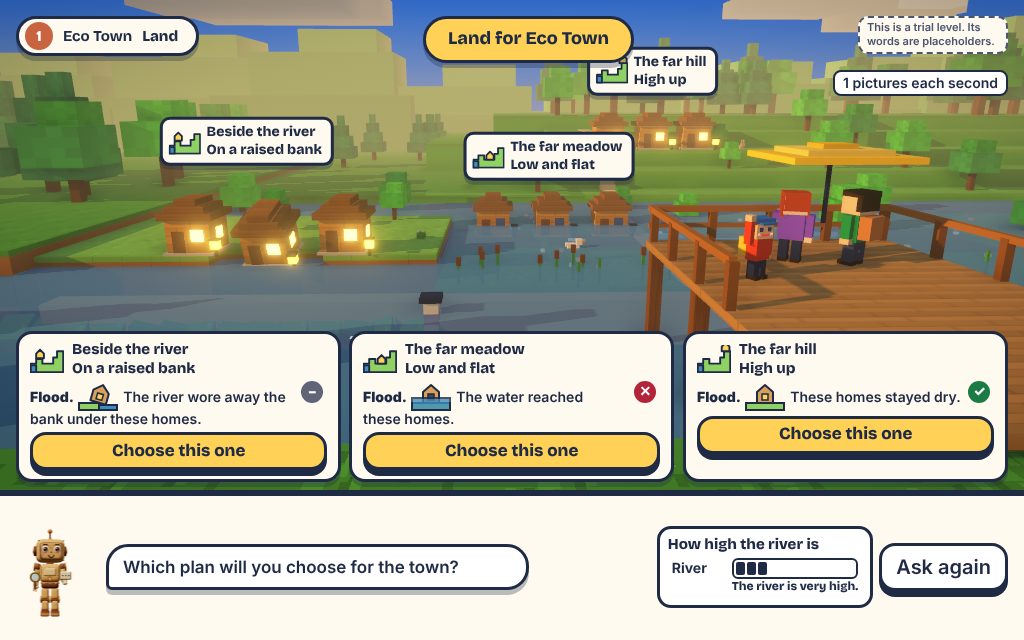 1 Eco Town Land
Land for Eco Town
This is a trial level. Its
words are placeholders.
The far hill
High up
1 pictures each second
Beside the river
On a raised bank
The far meadow
Low and flat
Beside the river
On a raised bank
Flood. The river wore away the
bank under these homes.
Choose this one
The far meadow
Low and flat
Flood. The water reached
these homes.
Choose this one
The far hill
High up
Flood. These homes stayed dry.
Choose this one
Which plan will you choose for the town?
How high the river is
River
The river is very high.
Ask again